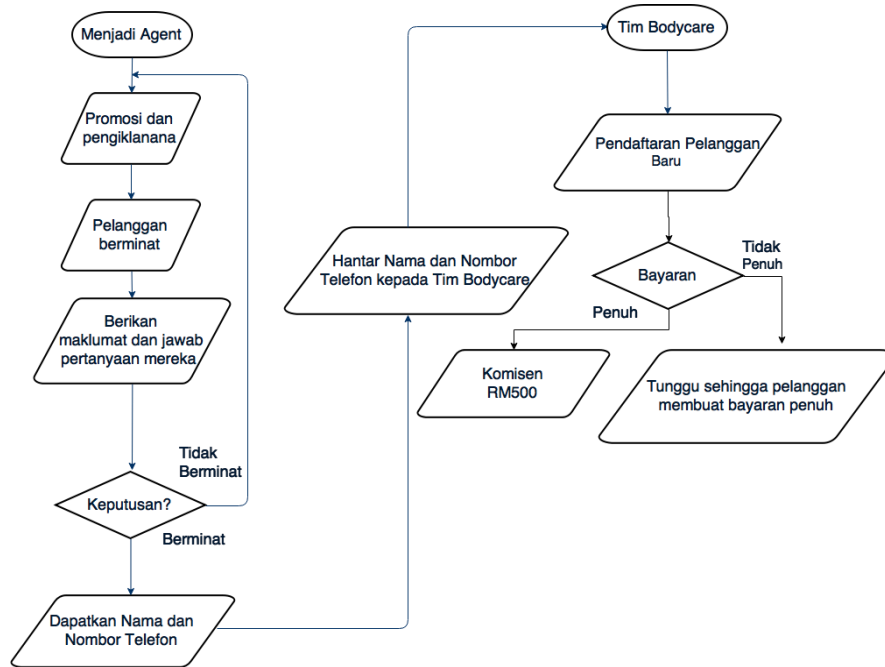 Menjadi Agent
Promosi dan
pengiklanana
Pelanggan
berminat
Berikan
maklumat dan jawab
pertanyaan mereka
Tidak
Berminat
Keputusan?
Berminat
Dapatkan Nama dan
Nombor Telefon
Hantar Nama dan Nombor
Telefon kepada Tim Bodycare
Tim Bodycare
Pendaftaran Pelanggan
Baru
Bayaran
Tidak
Penuh
Penuh
Komisen
RM500
Tunggu sehingga pelanggan
membuat bayaran penuh